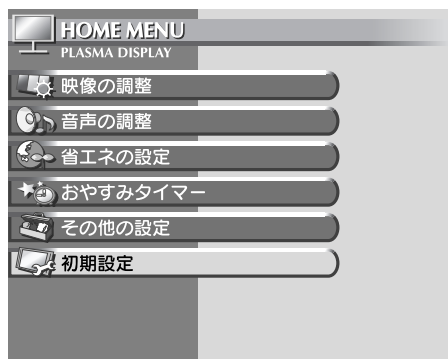 HOME MENU
PLASMA DISPLAY
映像の調整
音声の調整
省エネの設定
おやすみタイマー
その他の設定
初期設定